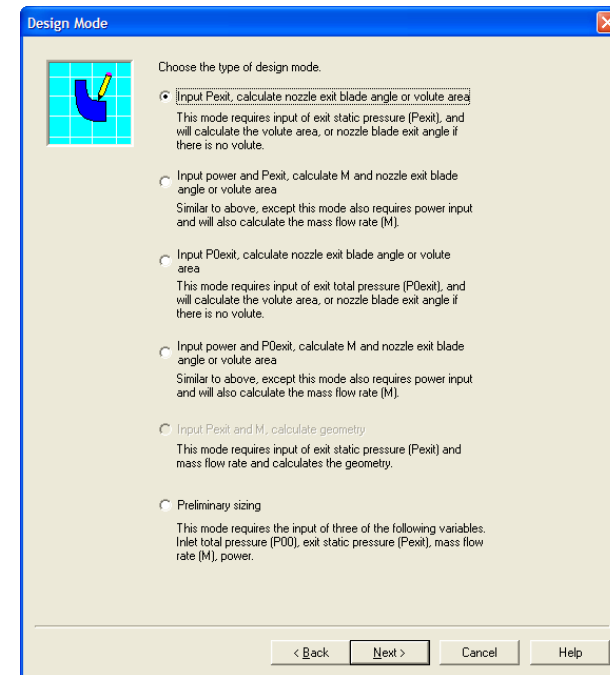 Design Mode
Choose the type of design mode.
Input Pexit, calculate nozzle exit blade angle or volute area
This mode requires input of exit static pressure (Pexit), and
will calculate the volute area, or nozzle blade exit angle if
there is no volute.
Input power and Pexit, calculate M and nozzle exit blade
angle or volute area
Similar to above, except this mode also requires power input
and will also calculate the mass flow rate (M).
Input P0exit, calculate nozzle exit blade angle or volute
area
This mode requires input of exit total pressure (P0exit), and
will calculate the volute area, or nozzle blade exit angle if
there is no volute.
Input power and P0exit, calculate M and nozzle exit blade
angle or volute area
Similar to above, except this mode also requires power input
and will also calculate the mass flow rate (M).
Input Pexit and M, calculate geometry
This mode requires input of exit static pressure (Pexit) and
mass flow rate and calculates the geometry.
Preliminary sizing
This mode requires the input of three of the following variables.
Inlet total pressure (P00), exit static pressure (Pexit), mass flow
rate (M), power.
< Back Next > Cancel Help